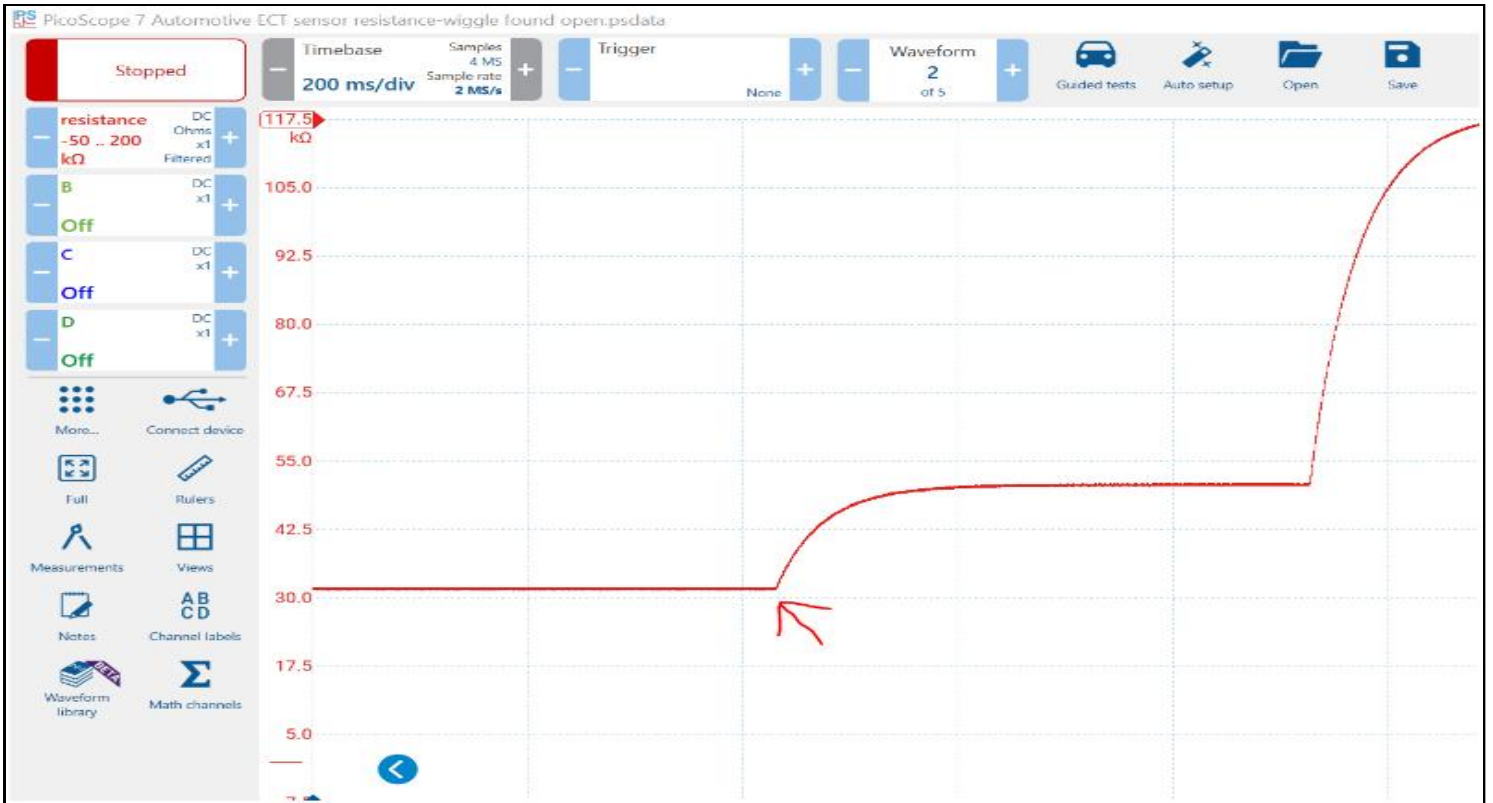 PicoScope 7 Automotive ECT sensor resistance-wiggle found open.psdata
Stopped
Timebase
200 ms/div
Samples
4 MS
Sample rate
2 MS/s
Trigger
None
Waveform
2
of 5
Guided tests
Auto setup
Open
Save
resistance
-50 .. 200
kΩ
DC
Ohms
x1
Filtered
B
Off
DC
x1
C
Off
DC
x1
D
Off
DC
x1
More...
Connect device
Full
Rulers
Measurements
Views
Notes
A B
C D
Channel labels
BETA
Waveform
library
Σ
Math channels
117.5
kΩ
105.0
92.5
80.0
67.5
55.0
42.5
30.0
17.5
5.0